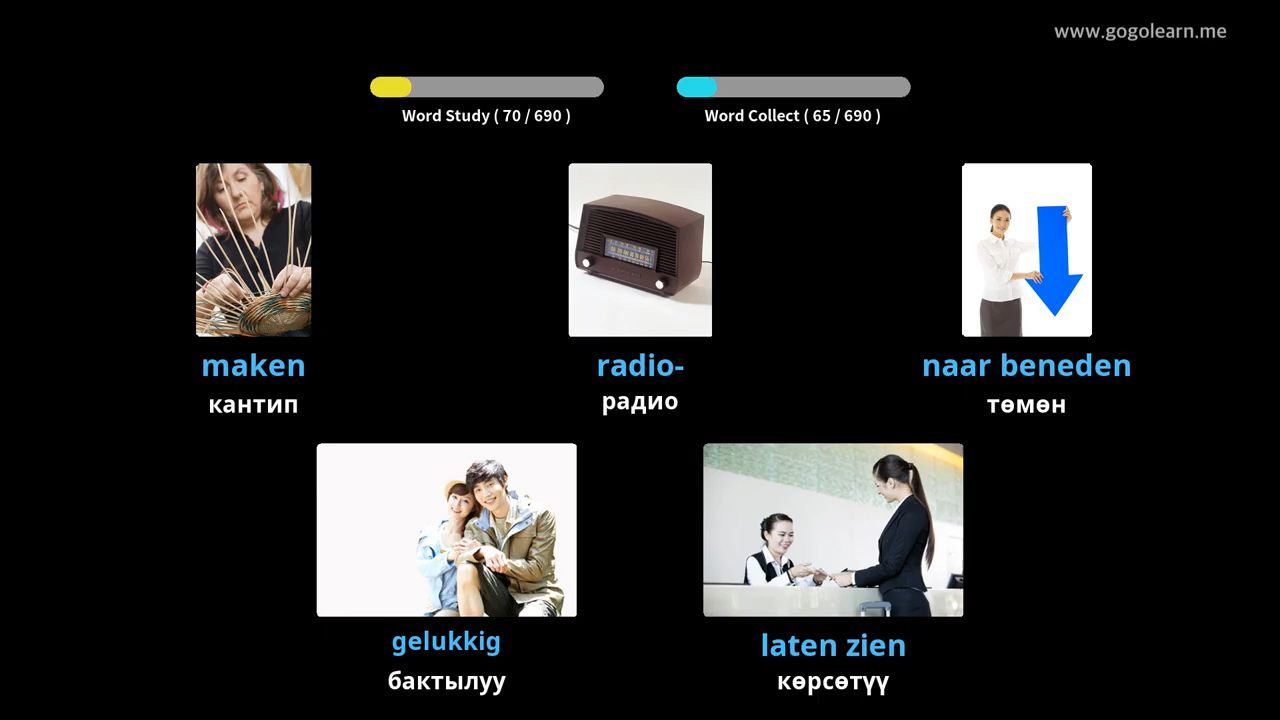 www.gogolearn.me
Word Study ( 70 / 690 )
Word Collect ( 65 / 690 )
maken
кантип
radio-
радио
naar beneden
төмөн
gelukkig
бактылуу
laten zien
көрсөтүү